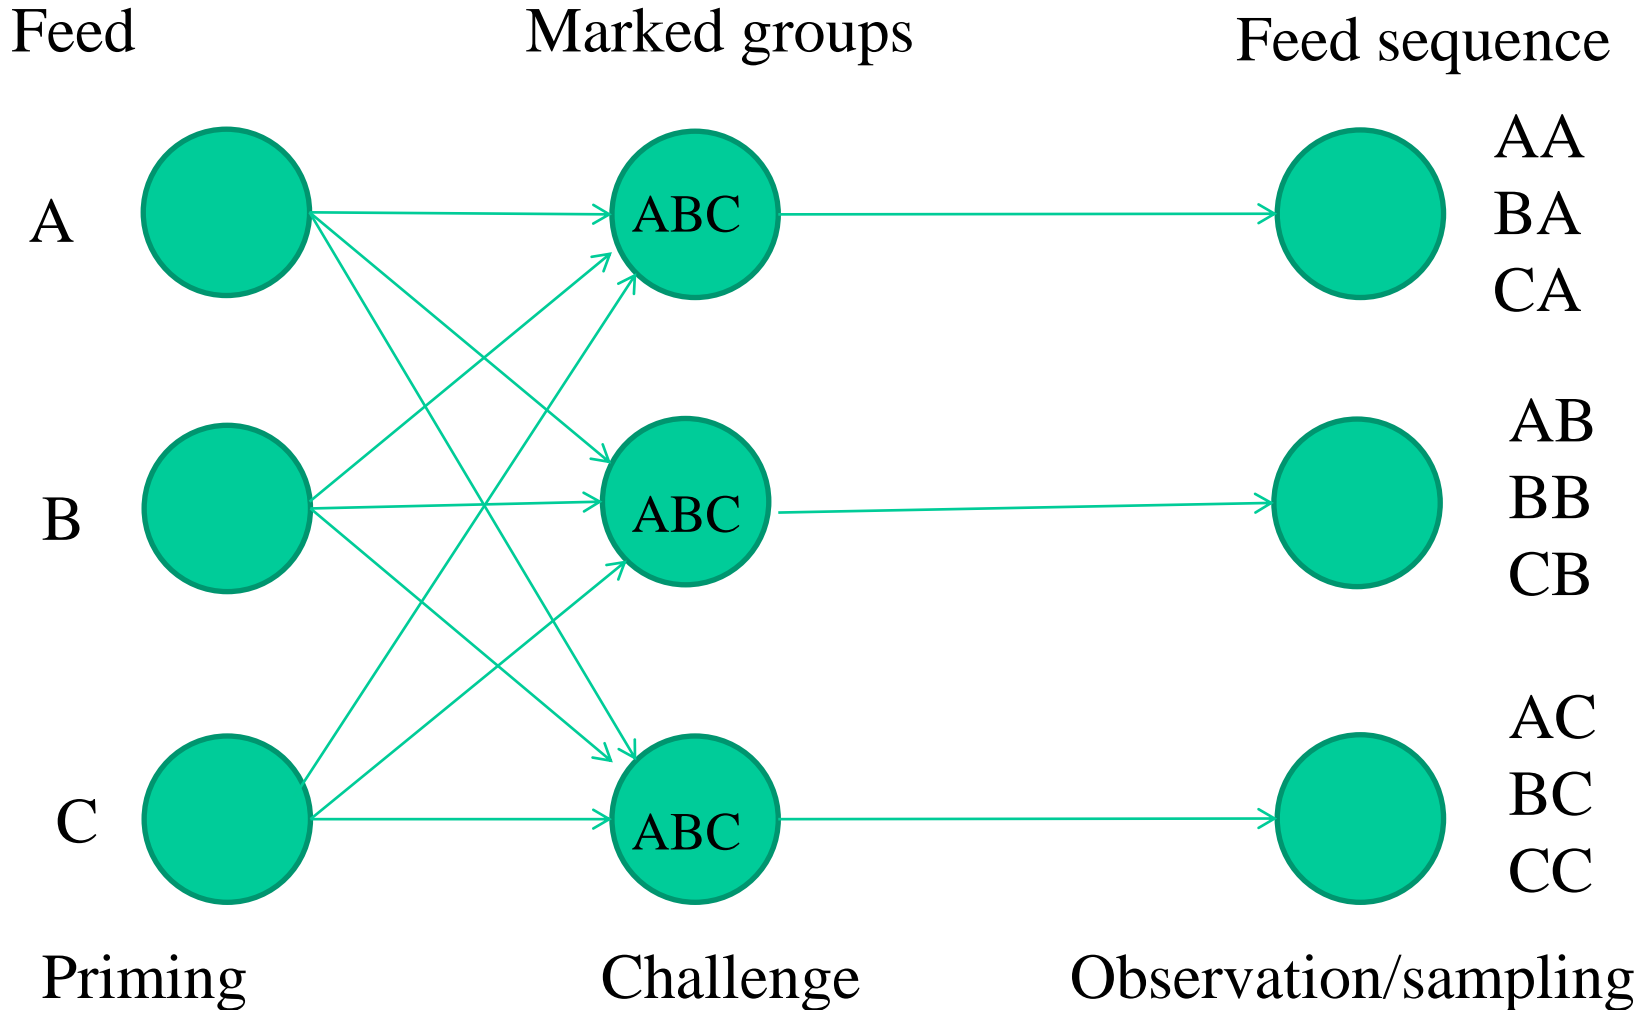 Feed
Marked groups
Feed sequence
A
ABC
AA
BA
CA
B
ABC
AB
BB
CB
C
ABC
AC
BC
CC
Priming
Challenge
Observation/sampling